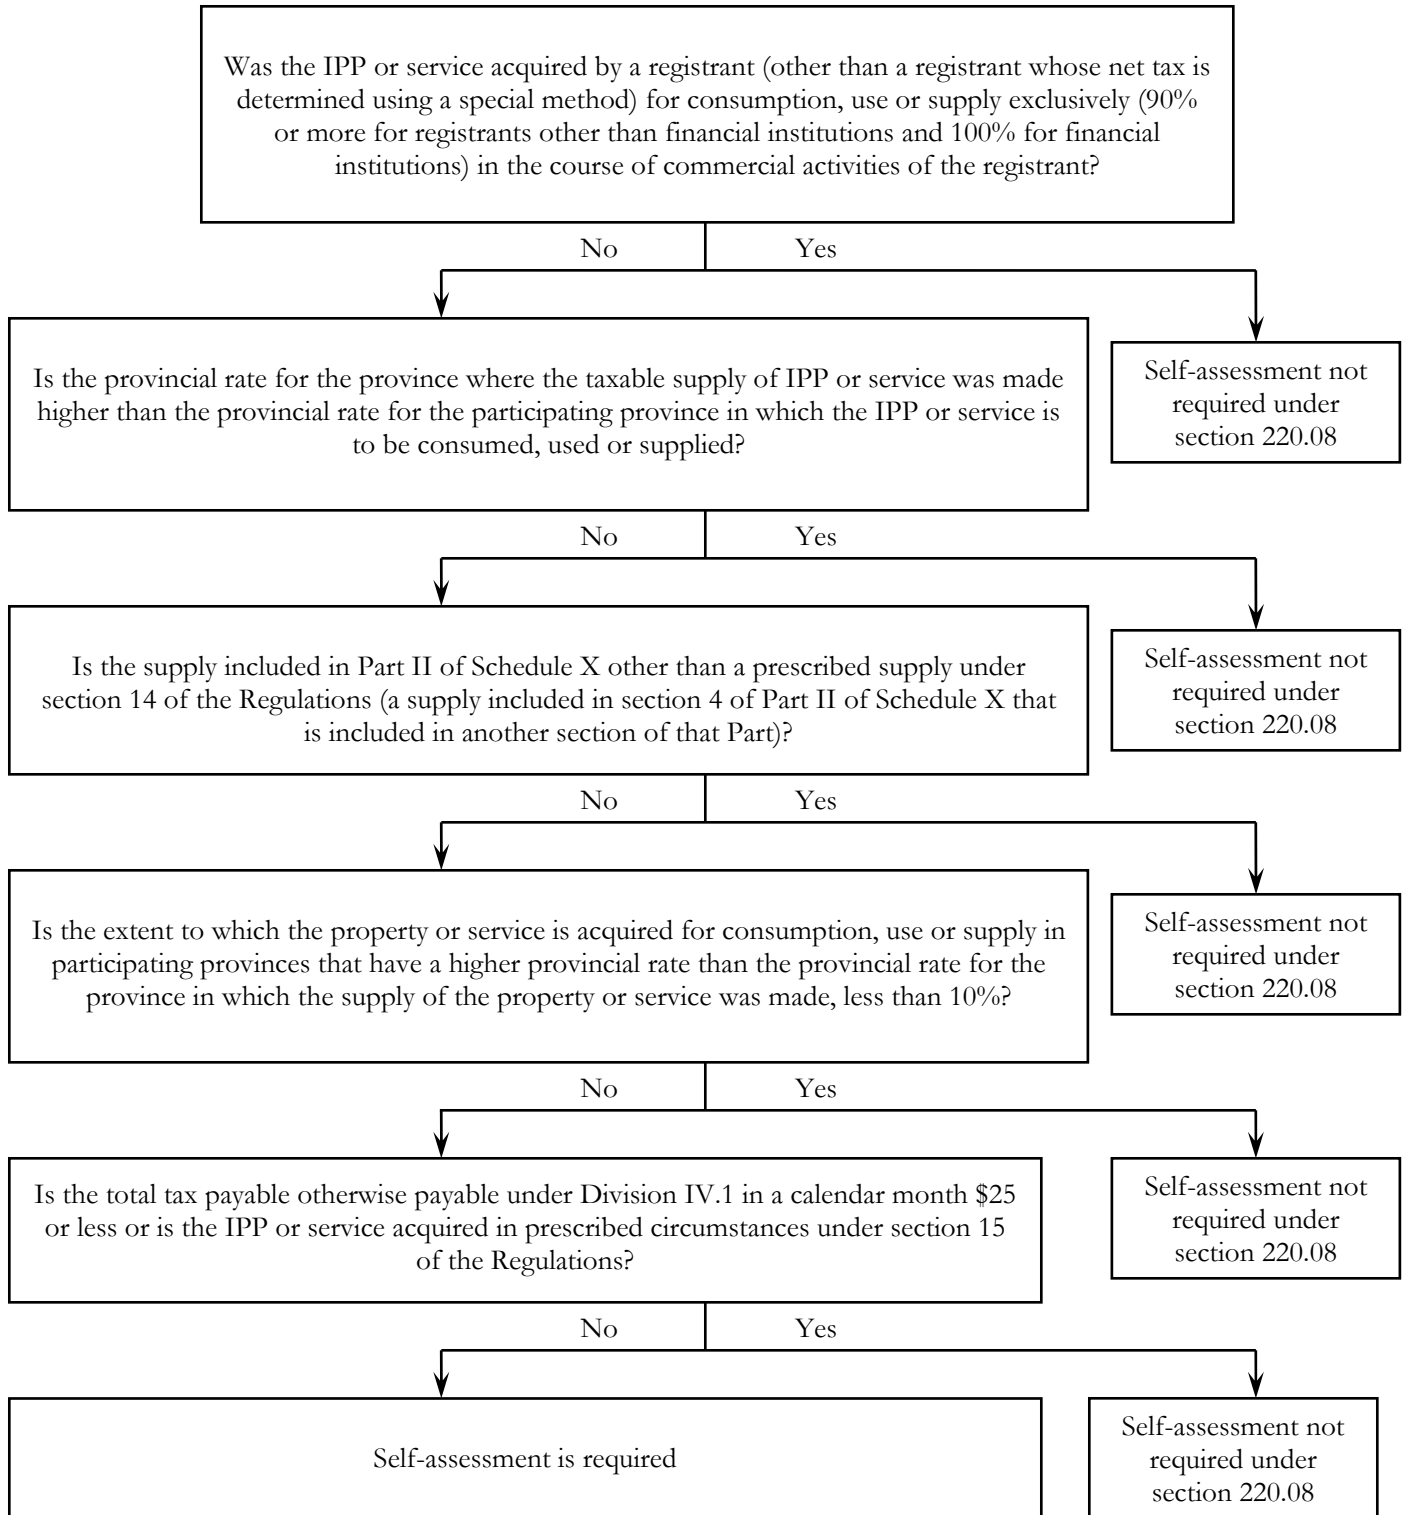 Was the IPP or service acquired by a registrant (other than a registrant whose net tax is
determined using a special method) for consumption, use or supply exclusively (90%
or more for registrants other than financial institutions and 100% for financial
institutions) in the course of commercial activities of the registrant?
No
Yes
Is the provincial rate for the province where the taxable supply of IPP or service was made
higher than the provincial rate for the participating province in which the IPP or service is
to be consumed, used or supplied?
Self-assessment not
required under
section 220.08
No
Yes
Is the supply included in Part II of Schedule X other than a prescribed supply under
section 14 of the Regulations (a supply included in section 4 of Part II of Schedule X that
is included in another section of that Part)?
Self-assessment not
required under
section 220.08
No
Yes
Is the extent to which the property or service is acquired for consumption, use or supply in
participating provinces that have a higher provincial rate than the provincial rate for the
province in which the supply of the property or service was made, less than 10%?
Self-assessment not
required under
section 220.08
No
Yes
Is the total tax payable otherwise payable under Division IV.1 in a calendar month $25
or less or is the IPP or service acquired in prescribed circumstances under section 15
of the Regulations?
Self-assessment not
required under
section 220.08
No
Yes
Self-assessment is required
Self-assessment not
required under
section 220.08